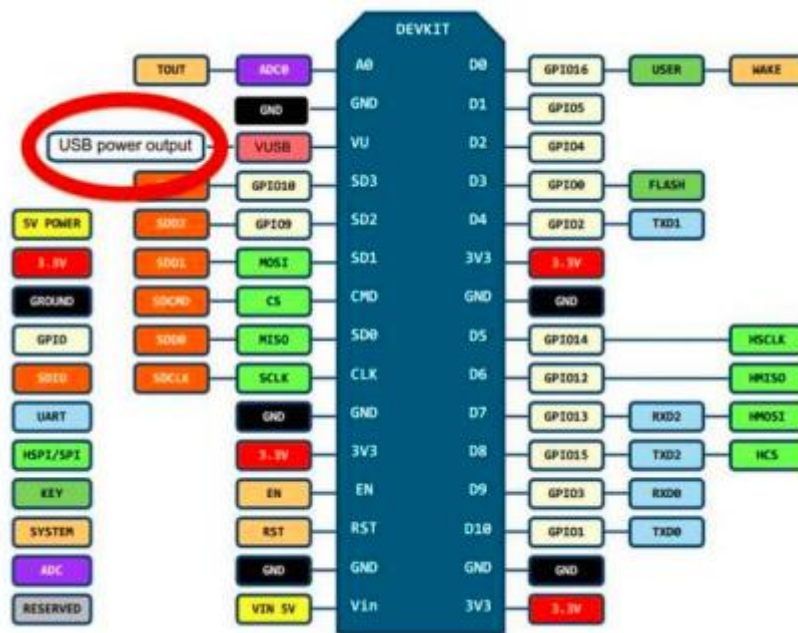 DEVKIT
TOUT ADC0 A0 D0 GPIO16 USER WAKE
GND GND D1 GPIO5
USB power output VUSB VU D2 GPIO4
GPIO10 SD3 D3 GPIO0 FLASH
5V POWER SDD2 GPIO9 SD2 D4 GPIO2 TXD1
3.3V SDD1 MOSI SD1 3V3 3.3V
GROUND SDCMD CS CMD GND GND
GPIO SDD0 MISO SD0 D5 GPIO14 HSCLK
SDIO SDCLK SCLK CLK D6 GPIO12 HMISO
UART GND GND D7 GPIO13 RXD2 HMOSI
HSPI/SPI 3.3V 3V3 D8 GPIO15 TXD2 HCS
KEY EN EN D9 GPIO3 RXD0
SYSTEM RST RST D10 GPIO1 TXD0
ADC GND GND GND GND
RESERVED VIN 5V Vin 3V3 3.3V